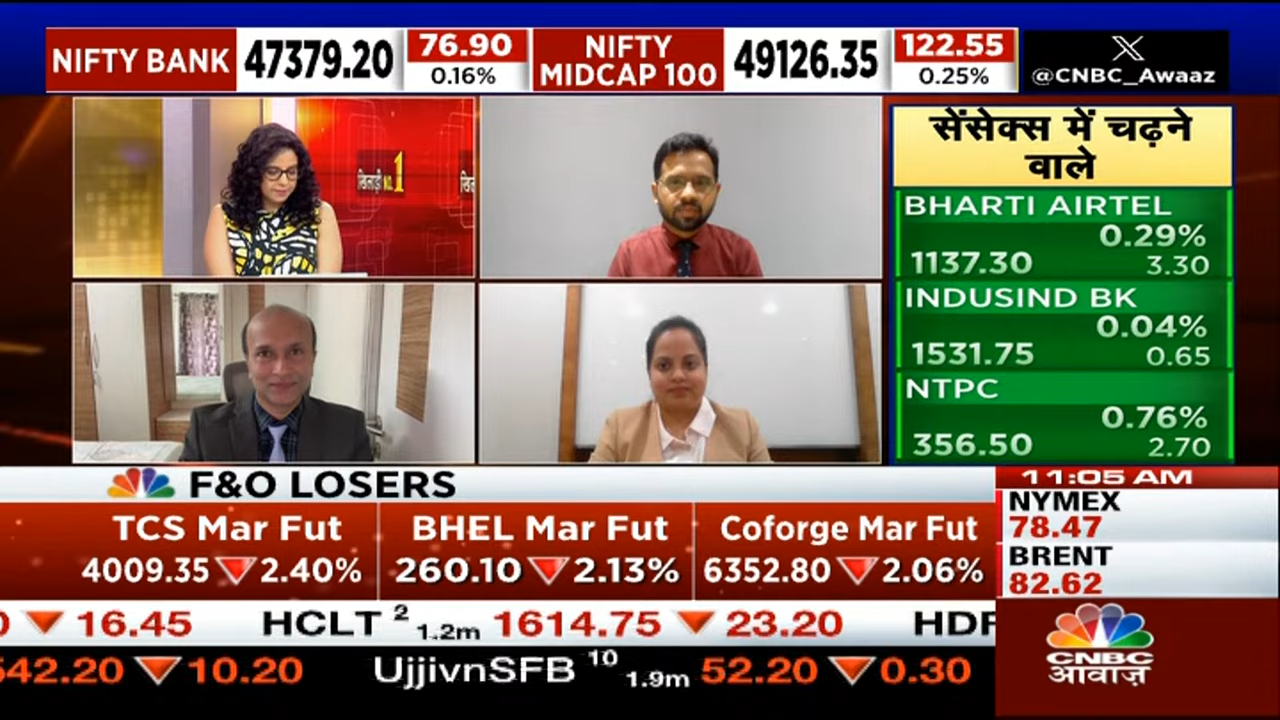 NIFTY BANK 47379.20 76.90 0.16%
NIFTY MIDCAP 100 49126.35 122.55 0.25%
@CNBC_Awaaz
खिलाड़ी NO.1
सेंसेक्स में चढ़ने
वाले
BHARTI AIRTEL
0.29%
1137.30 3.30
INDUSIND BK
0.04%
1531.75 0.65
NTPC
0.76%
356.50 2.70
F&O LOSERS
TCS Mar Fut
4009.35 ▼ 2.40%
BHEL Mar Fut
260.10 ▼ 2.13%
Coforge Mar Fut
6352.80 ▼ 2.06%
11:05 AM
NYMEX
78.47
BRENT
82.62
▼ 16.45 HCLT 2 1.2m 1614.75 ▼ 23.20 HDF
42.20 ▼ 10.20 UjjivnSFB 10 1.9m 52.20 ▼ 0.30
CNBC
आवाज़